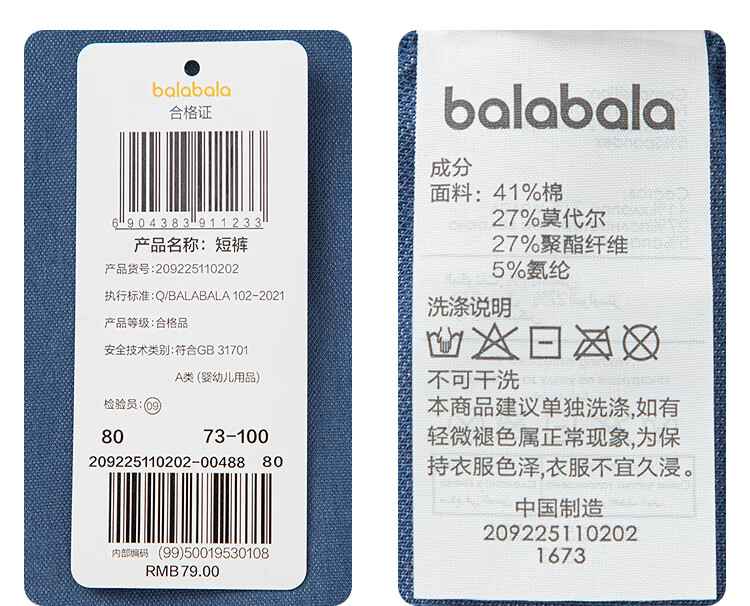 balabala
合格证
6 904383 911233
产品名称: 短裤
产品货号:209225110202
执行标准: Q/BALABALA 102-2021
产品等级: 合格品
安全技术类别: 符合GB 31701
A类 (婴幼儿用品)
检验员: 09
80 73-100
209225110202-00488 80
内部编码 (99)50019530108
RMB79.00
balabala
成分
面料: 41%棉
27%莫代尔
27%聚酯纤维
5%氨纶
洗涤说明
不可干洗
本商品建议单独洗涤,如有
轻微褪色属正常现象,为保
持衣服色泽,衣服不宜久浸。
中国制造
209225110202
1673